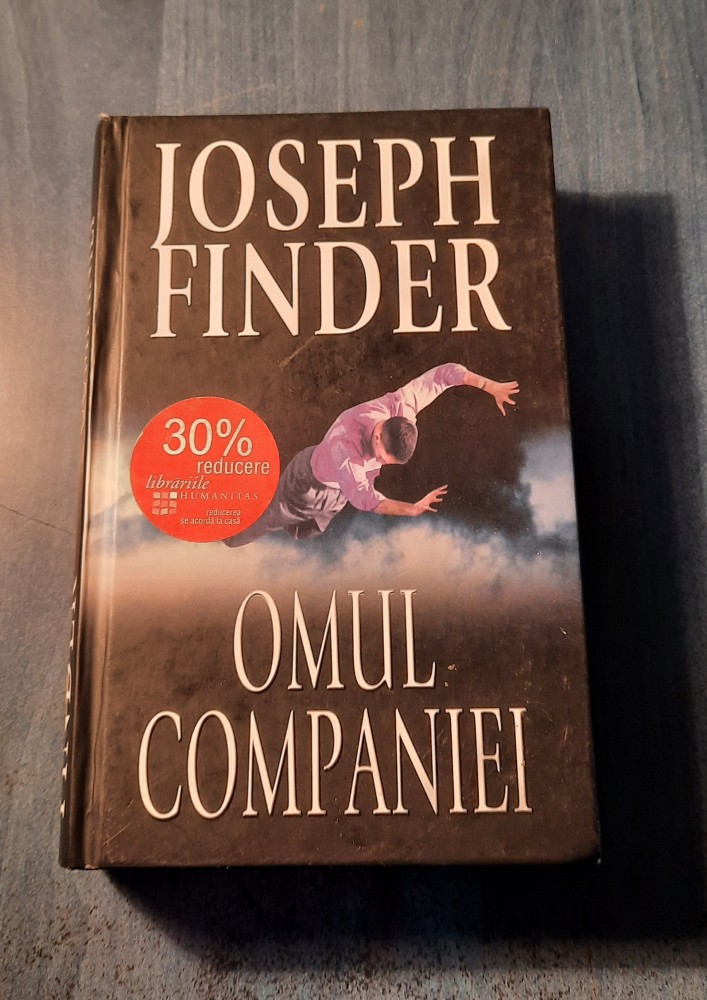 JOSEPH
FINDER
30%
reducere
librăriile
HUMANITAS
reducerea
se acordă la casă
OMUL
COMPANIEI